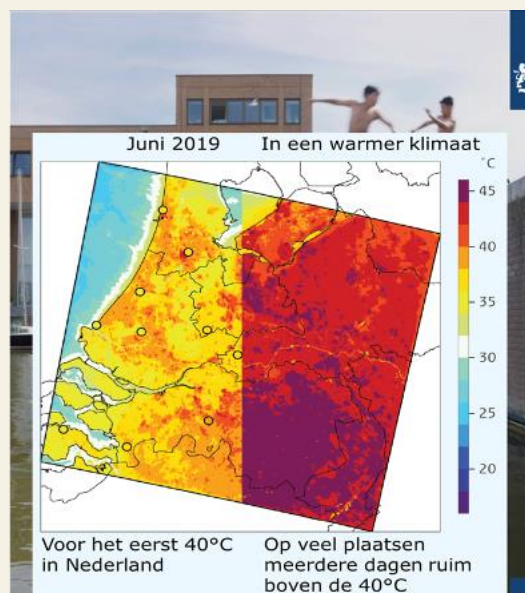 Juni 2019
In een warmer klimaat
°C
45
40
35
30
25
20
Voor het eerst 40°C
in Nederland
Op veel plaatsen
meerdere dagen ruim
boven de 40°C